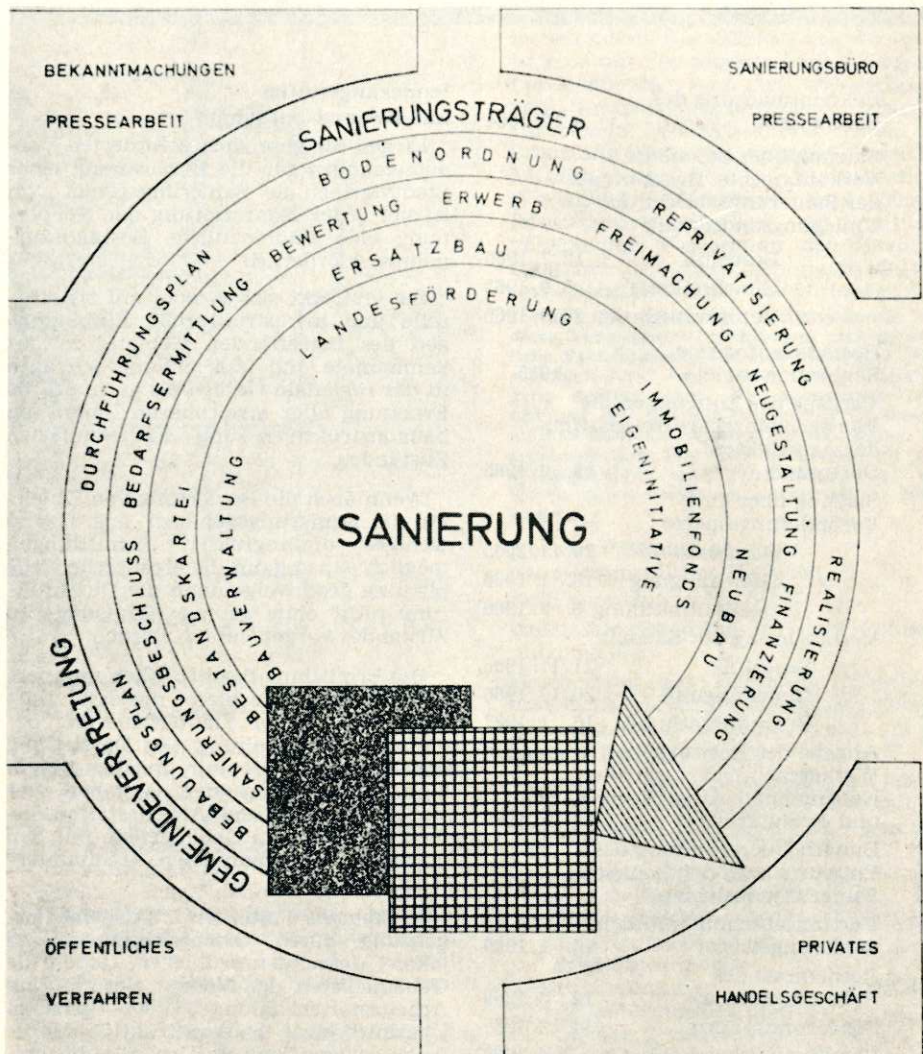 BEKANNTMACHUNGEN
PRESSEARBEIT
SANIERUNGSBÜRO
PRESSEARBEIT
GEMEINDEVERTRETUNG
SANIERUNGSTRÄGER
BEBAUUNGSPLAN
DURCHFÜHRUNGSPLAN
BODENORDNUNG
REPRIVATISIERUNG
REALISIERUNG
SANIERUNGSBESCHLUSS
BEDARFSERMITTLUNG
BEWERTUNG
ERWERB
FREIMACHUNG
NEUGESTALTUNG
FINANZIERUNG
BESTANDSKARTEI
ERSATZBAU
IMMOBILIENFONDS
NEUBAU
BAUVERWALTUNG
LANDESFÖRDERUNG
EIGENINITIATIVE
SANIERUNG
ÖFFENTLICHES
VERFAHREN
PRIVATES
HANDELSGESCHÄFT